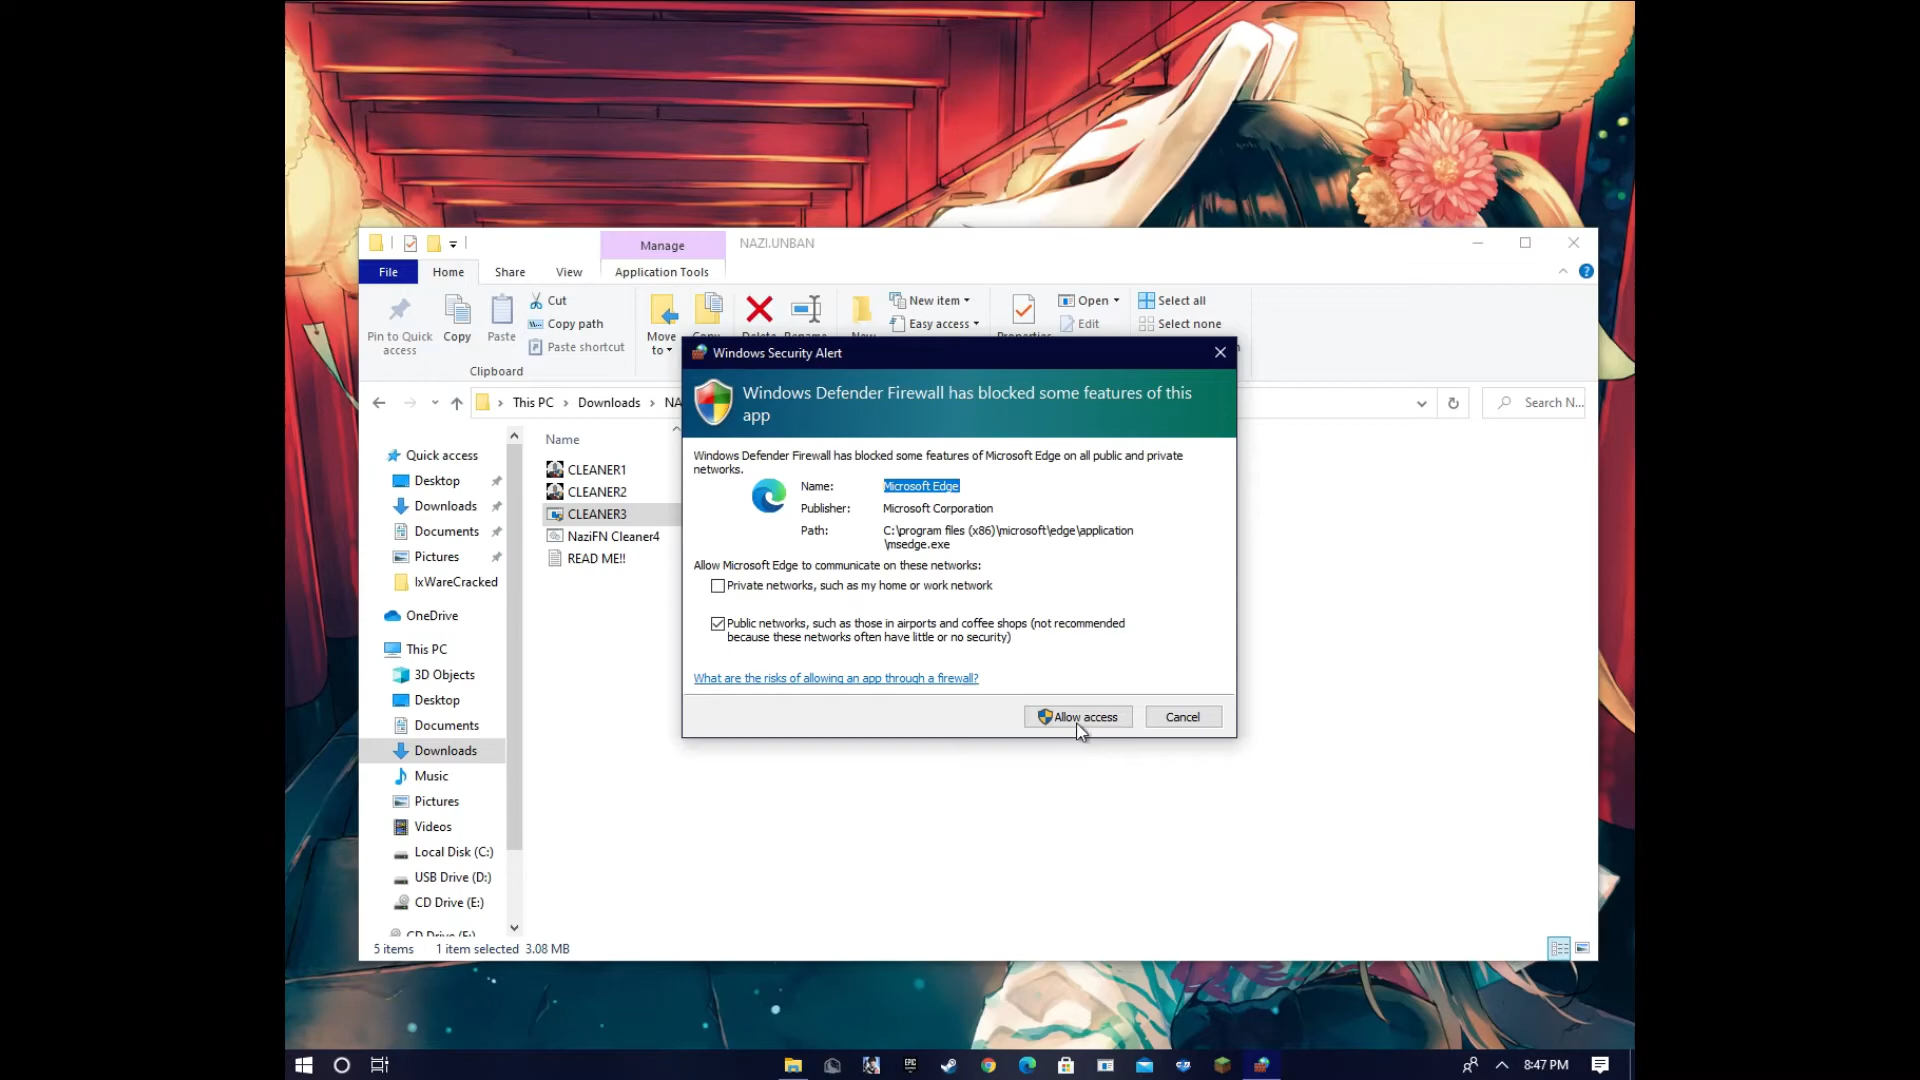 Manage
NAZI.UNBAN
File
Home
Share
View
Application Tools
Pin to Quick access
Copy
Paste
Cut
Copy path
Paste shortcut
Clipboard
Move to
New item
Easy access
Open
Edit
Select all
Select none
This PC
Downloads
Search N...
Name
Quick access
Desktop
Downloads
Documents
Pictures
IxWareCracked
OneDrive
This PC
3D Objects
Desktop
Documents
Downloads
Music
Pictures
Videos
Local Disk (C:)
USB Drive (D:)
CD Drive (E:)
CLEANER1
CLEANER2
CLEANER3
NaziFN Cleaner4
READ ME!!
5 items
1 item selected 3.08 MB
Windows Security Alert
Windows Defender Firewall has blocked some features of this
app
Windows Defender Firewall has blocked some features of Microsoft Edge on all public and private
networks.
Name: Microsoft Edge
Publisher: Microsoft Corporation
Path: C:\program files (x86)\microsoft\edge\application
\msedge.exe
Allow Microsoft Edge to communicate on these networks:
Private networks, such as my home or work network
Public networks, such as those in airports and coffee shops (not recommended
because these networks often have little or no security)
What are the risks of allowing an app through a firewall?
Allow access
Cancel
EPIC
8:47 PM